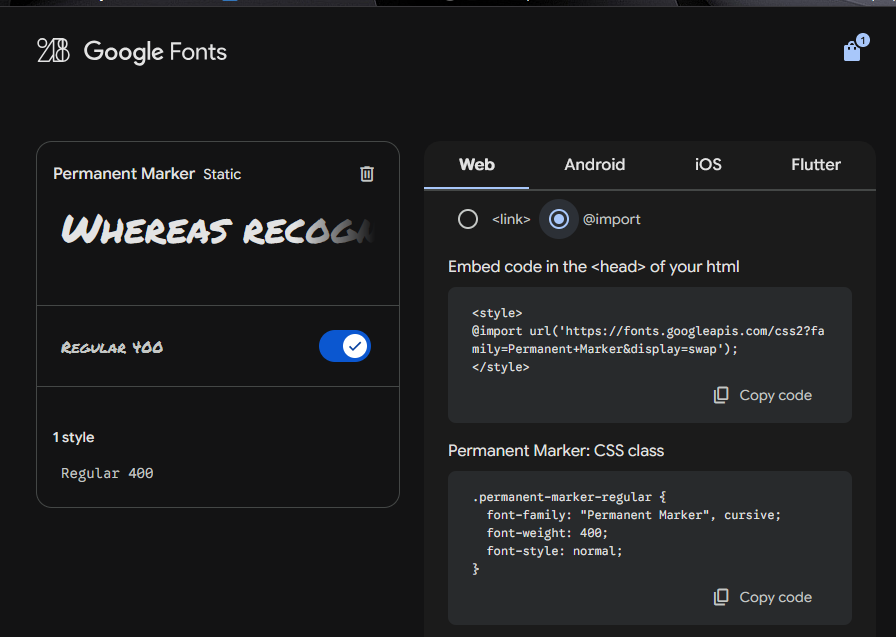 Google Fonts
1
Permanent Marker Static
WHEREAS RECOGN
REGULAR 400
1 style
Regular 400
Web Android iOS Flutter
<link> @import
Embed code in the <head> of your html
<style>
@import url('https://fonts.googleapis.com/css2?fa
mily=Permanent+Marker&display=swap');
</style>
Copy code
Permanent Marker: CSS class
.permanent-marker-regular {
  font-family: "Permanent Marker", cursive;
  font-weight: 400;
  font-style: normal;
}
Copy code